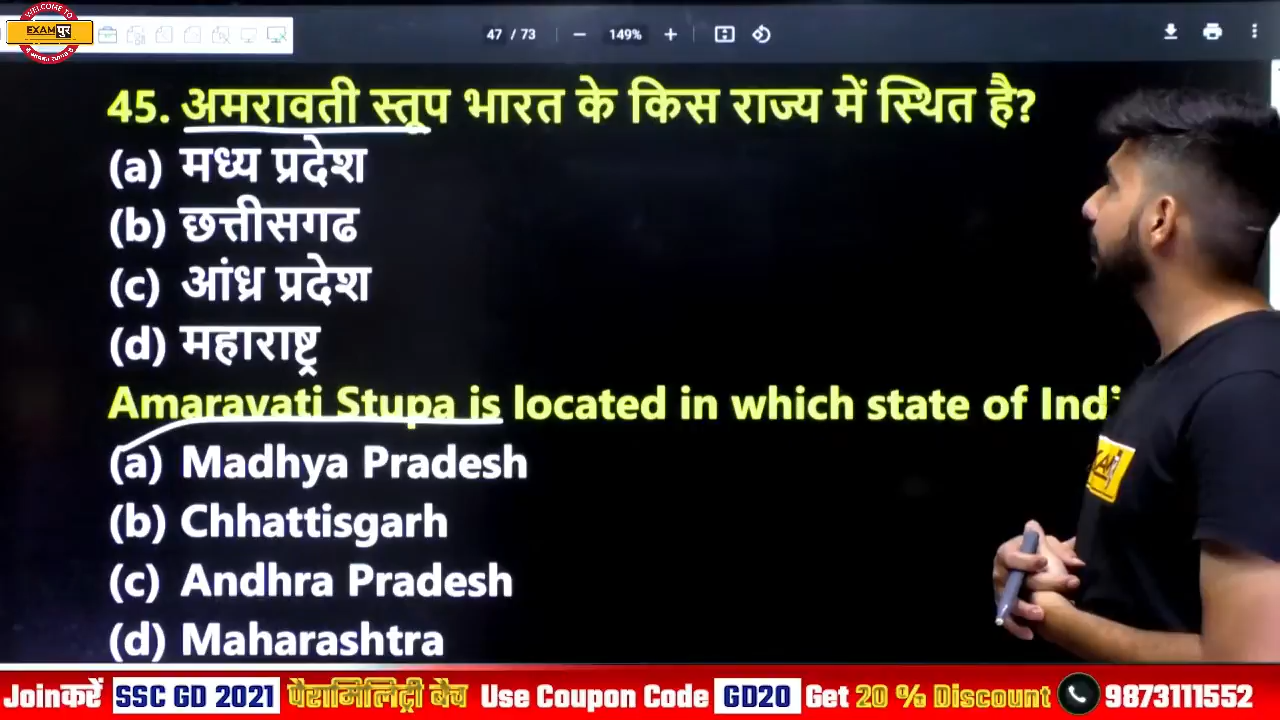 WELCOME TO
EXAMपुर
47 / 73
149%
45. अमरावती स्तूप भारत के किस राज्य में स्थित है?
(a) मध्य प्रदेश
(b) छत्तीसगढ
(c) आंध्र प्रदेश
(d) महाराष्ट्र
Amaravati Stupa is located in which state of Indi
(a) Madhya Pradesh
(b) Chhattisgarh
(c) Andhra Pradesh
(d) Maharashtra
Joinकरें SSC GD 2021 पैरामिलिट्री बैच Use Coupon Code GD20 Get 20 % Discount 9873111552